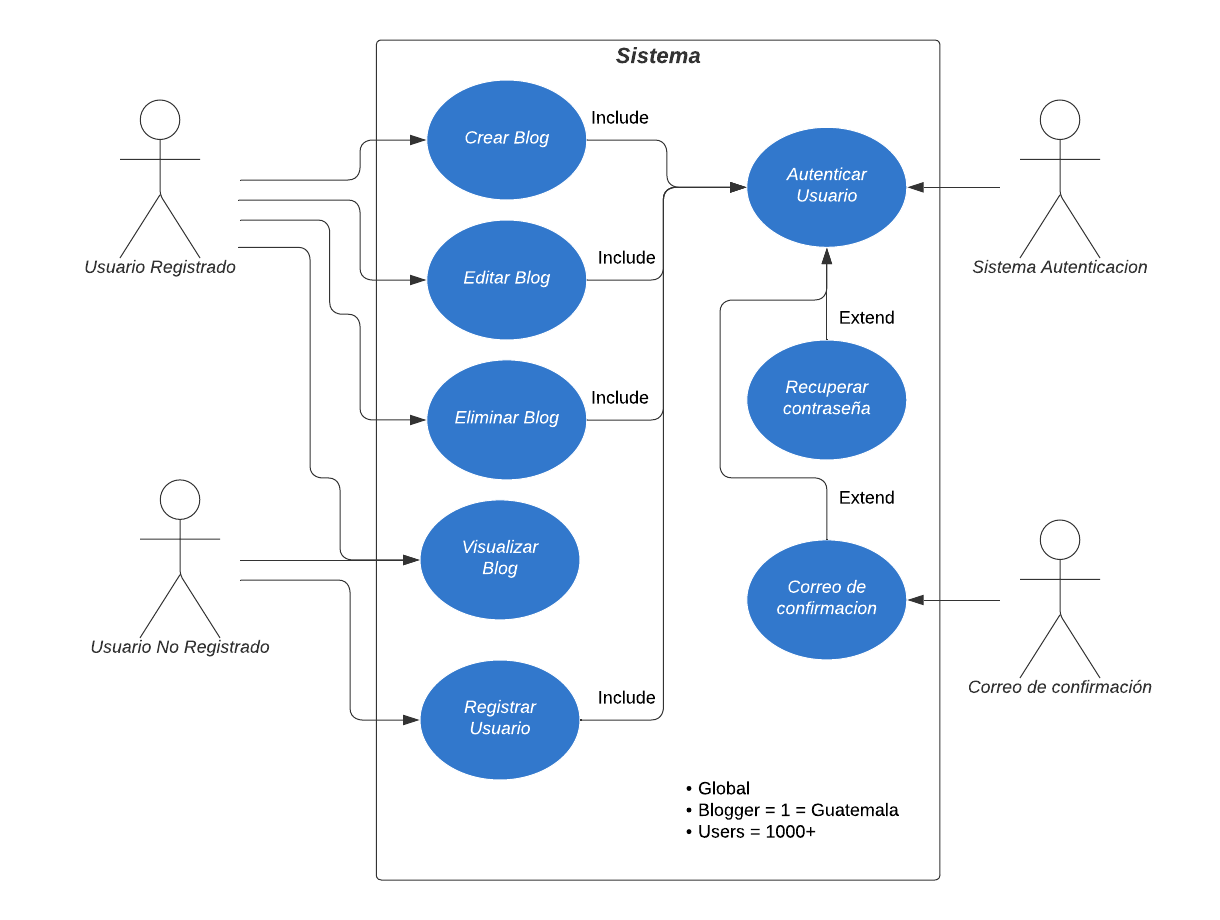 Sistema
Crear Blog
Include
Autenticar
Usuario
Usuario Registrado
Editar Blog
Include
Sistema Autenticacion
Extend
Recuperar
contraseña
Eliminar Blog
Include
Extend
Visualizar
Blog
Correo de
confirmacion
Usuario No Registrado
Correo de confirmación
Registrar
Usuario
Include
• Global
• Blogger = 1 = Guatemala
• Users = 1000+